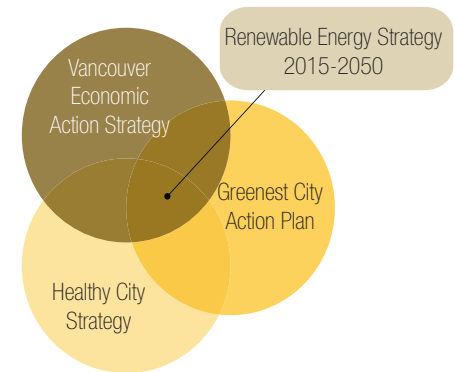 Renewable Energy Strategy
2015-2050
Vancouver
Economic
Action Strategy
Greenest City
Action Plan
Healthy City
Strategy